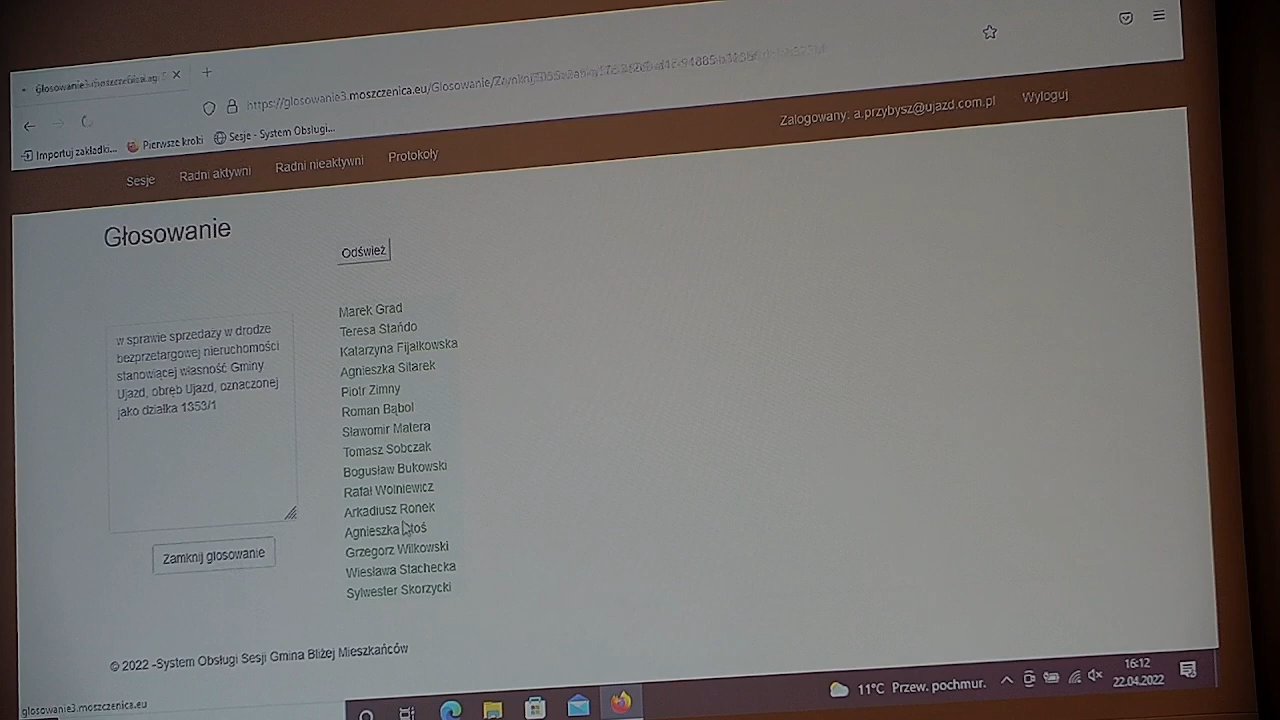 Sesje - System Obsługi...
Importuj zakładki...
Pierwsze kroki
Zalogowany: a.przybysz@ujazd.com.pl
Wyloguj
Sesje
Radni aktywni
Radni nieaktywni
Protokoły
Głosowanie
Odśwież
w sprawie sprzedaży w drodze
bezprzetargowej nieruchomości
stanowiącej własność Gminy
Ujazd, obręb Ujazd, oznaczonej
jako działka 1353/1
Zamknij głosowanie
Marek Grad
Teresa Stańdo
Katarzyna Fijałkowska
Agnieszka Sitarek
Piotr Zimny
Roman Bąbol
Sławomir Matera
Tomasz Sobczak
Bogusław Bukowski
Rafał Wolniewicz
Arkadiusz Ronek
Agnieszka
Grzegorz Wilkowski
Wiesława Stachecka
Sylwester Skorzycki
© 2022 -System Obsługi Sesji Gmina Bliżej Mieszkańców
glosowanie3.moszczenica.eu
11°C Przew. pochmur.
16:12
22.04.2022